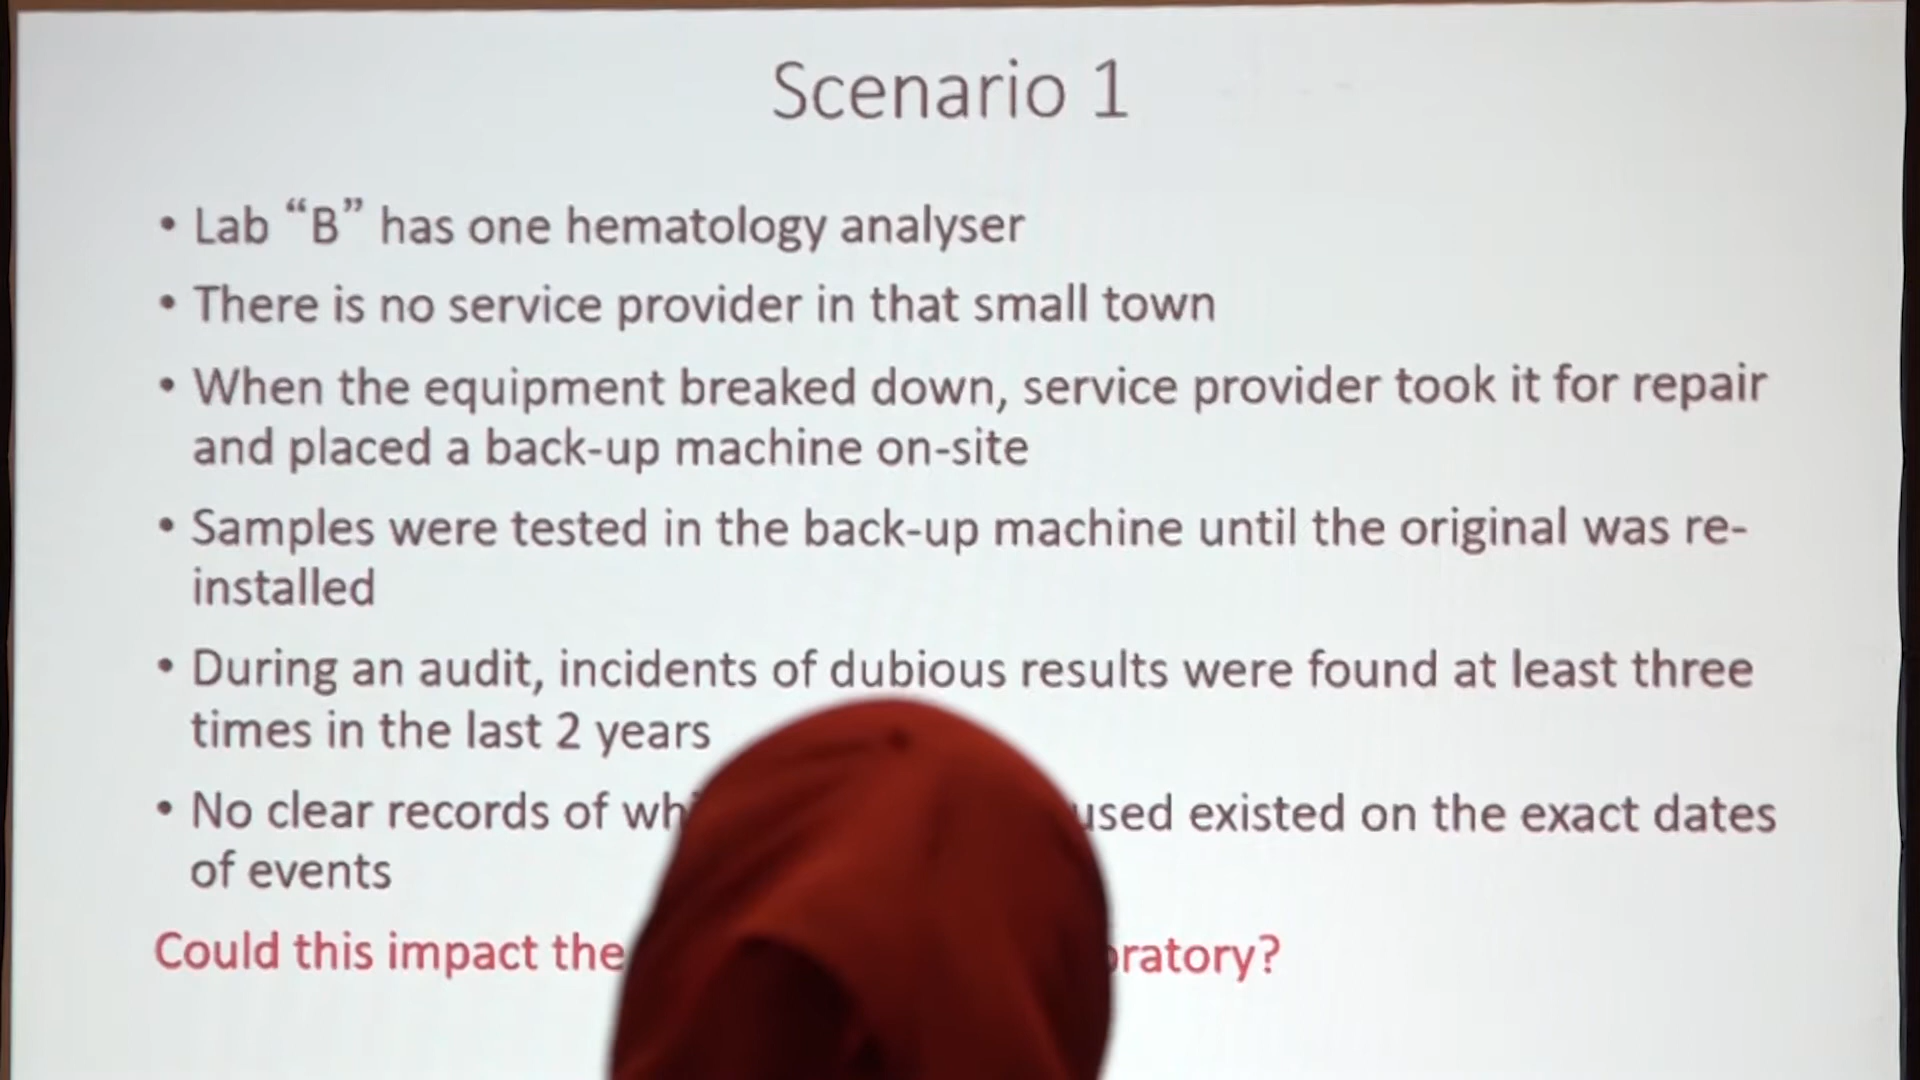 Scenario 1
• Lab “B” has one hematology analyser
• There is no service provider in that small town
• When the equipment breaked down, service provider took it for repair
and placed a back-up machine on-site
• Samples were tested in the back-up machine until the original was re-
installed
• During an audit, incidents of dubious results were found at least three
times in the last 2 years
• No clear records of used existed on the exact dates
of events
Could this impact the